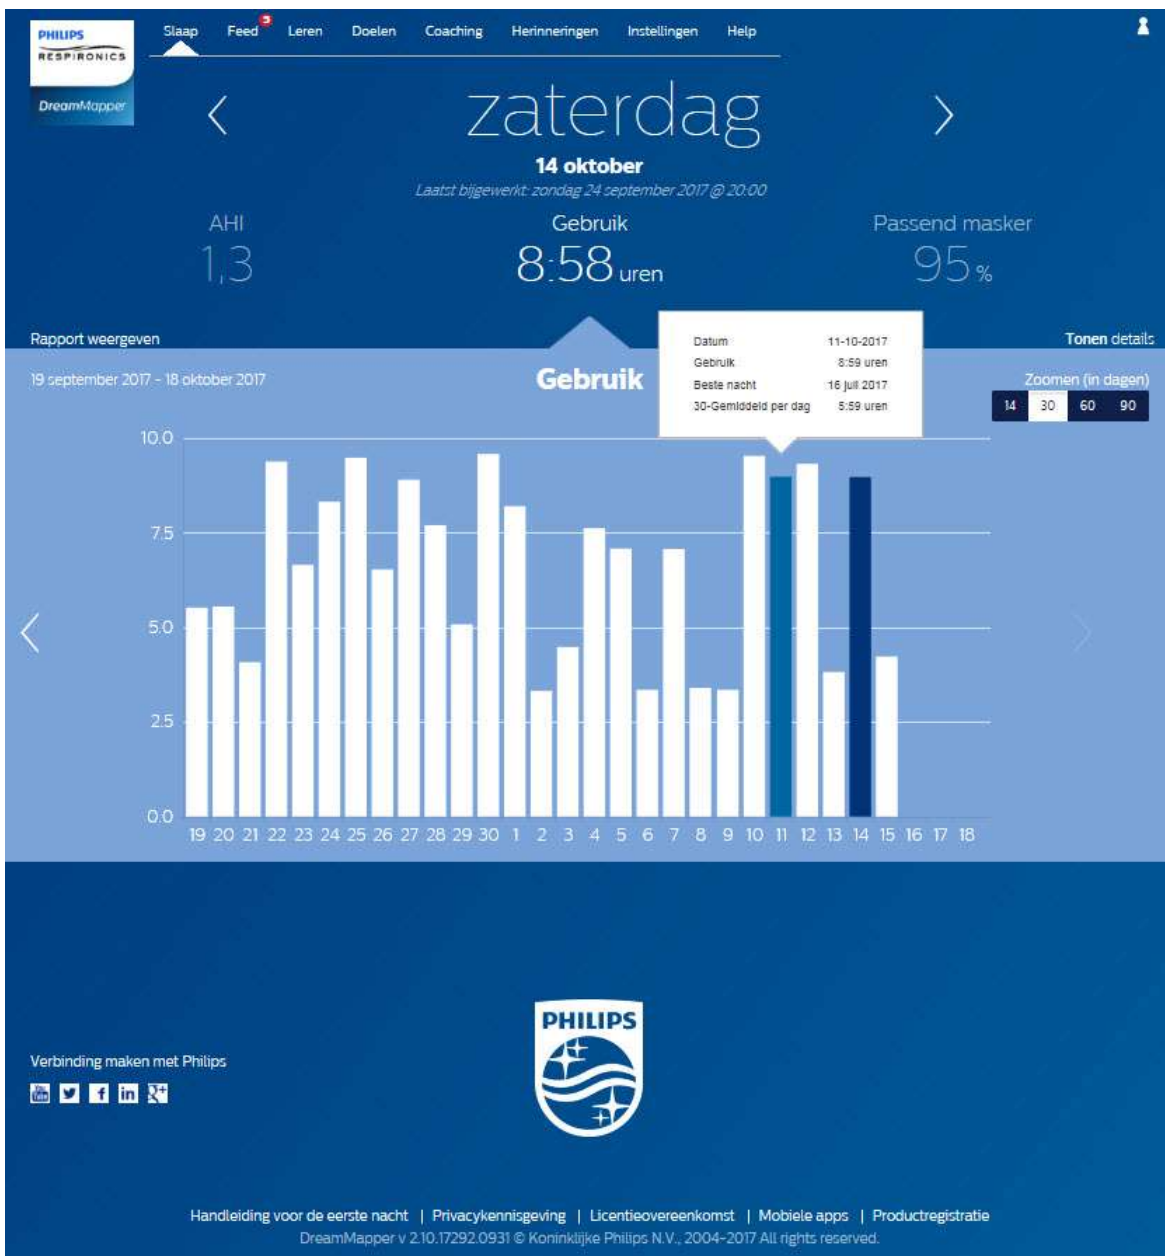 PHILIPS
RESPIRONICS
DreamMapper
Slaap Feed 5 Leren Doelen Coaching Herinneringen Instellingen Help
zaterdag
14 oktober
Laatst bijgewerkt: zondag 24 september 2017 @ 20:00
AHI Gebruik Passend masker
1,3 8:58 uren 95 %
Rapport weergeven Tonen details
Datum 11-10-2017
Gebruik 8:59 uren
Beste nacht 16 juli 2017
30-Gemiddeld per dag 5:59 uren
19 september 2017 - 18 oktober 2017 Gebruik Zoomen (in dagen)
14 30 60 90
10.0
7.5
5.0
2.5
0.0
19 20 21 22 23 24 25 26 27 28 29 30 1 2 3 4 5 6 7 8 9 10 11 12 13 14 15 16 17 18
PHILIPS
Verbinding maken met Philips
You Tube f in g+
Handleiding voor de eerste nacht | Privacykennisgeving | Licentieovereenkomst | Mobiele apps | Productregistratie
DreamMapper v 2.10.17292.0931 © Koninklijke Philips N.V., 2004-2017 All rights reserved.